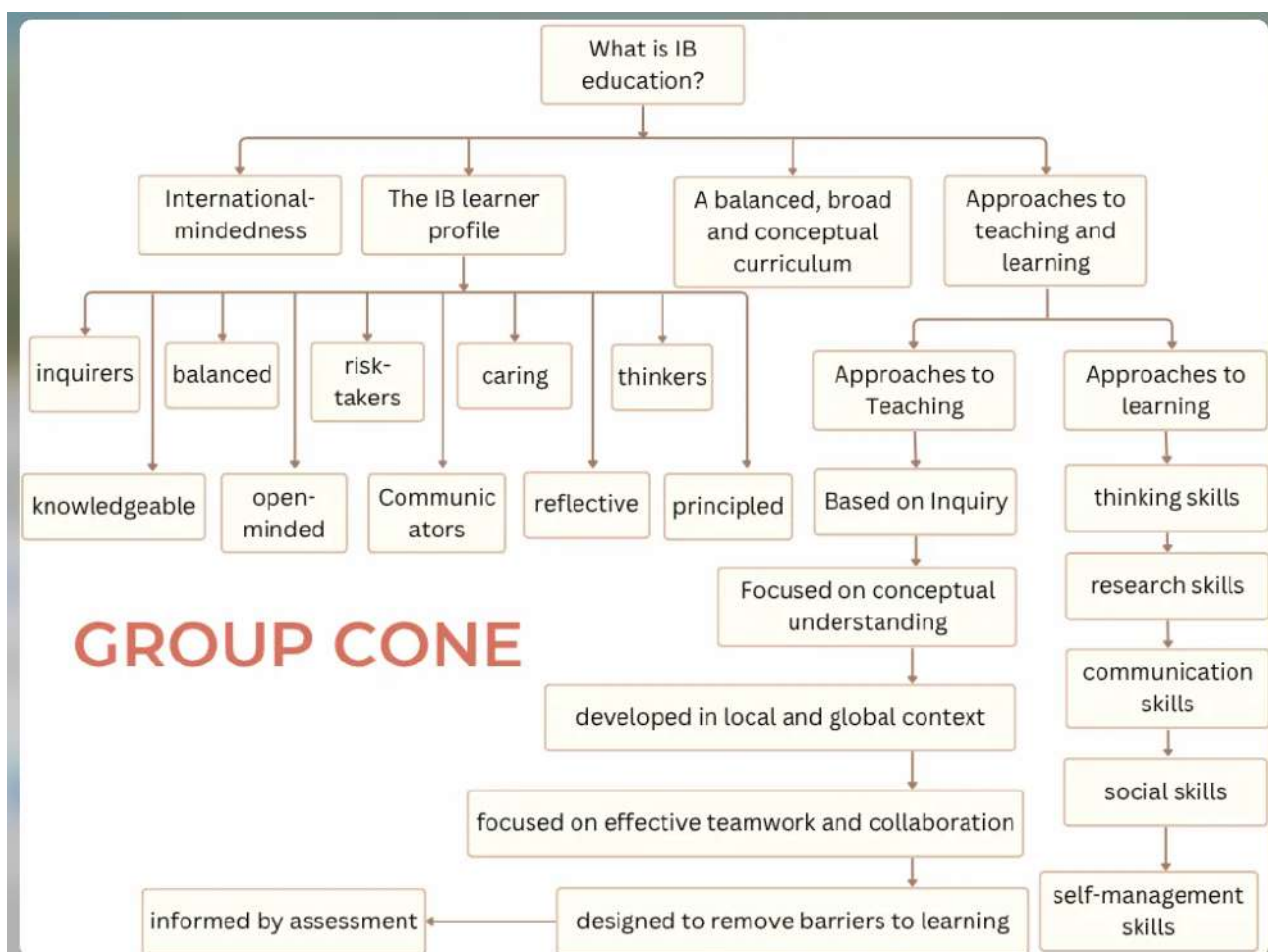 What is IB
education?
International-
mindedness
The IB learner
profile
A balanced, broad
and conceptual
curriculum
Approaches to
teaching and
learning
inquirers
balanced
risk-
takers
caring
thinkers
Approaches to
Teaching
Approaches to
learning
knowledgeable
open-
minded
Communic
ators
reflective
principled
Based on Inquiry
thinking skills
Focused on conceptual
understanding
research skills
GROUP CONE
communication
skills
developed in local and global context
social skills
focused on effective teamwork and collaboration
self-management
skills
informed by assessment
designed to remove barriers to learning